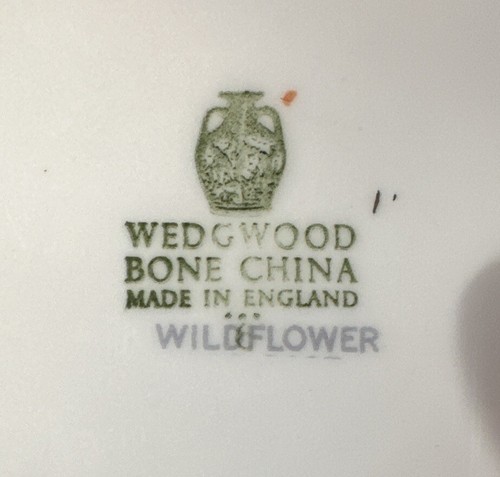 WEDGWOOD
BONE CHINA
MADE IN ENGLAND
WILDFLOWER